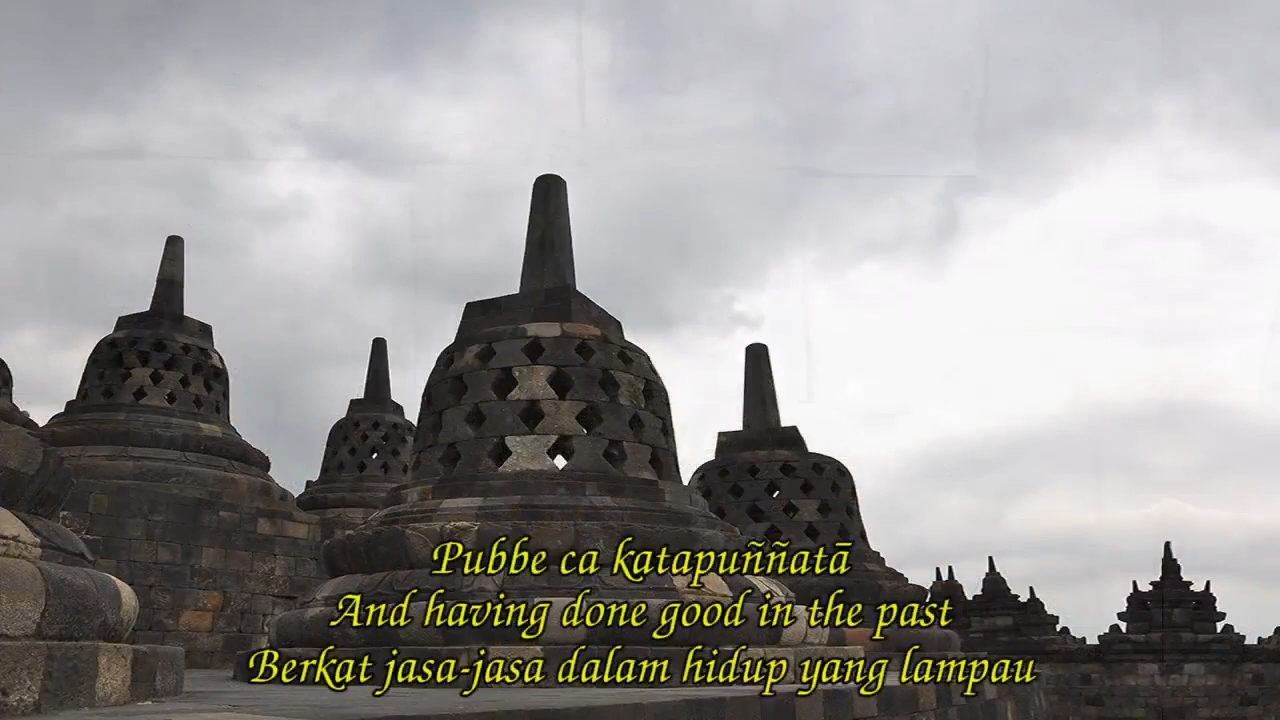 Pubbe ca katapuññatā
And having done good in the past
Berkat jasa-jasa dalam hidup yang lampau